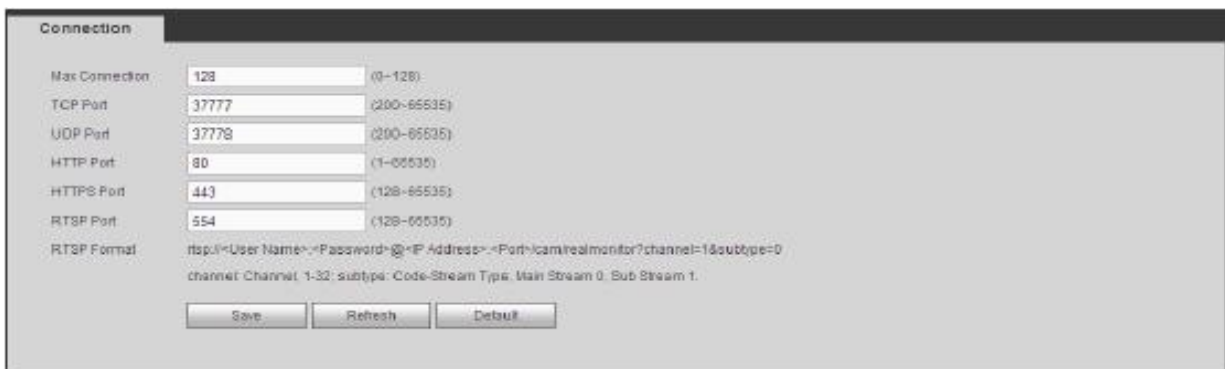 Connection
Max Connection 128 (0~128)
TCP Port 37777 (200~65535)
UDP Port 37778 (200~65535)
HTTP Port 80 (1~65535)
HTTPS Port 443 (128~65535)
RTSP Port 554 (128~65535)
RTSP Format rtsp://<User Name>:<Password>@<IP Address>:<Port>/cam/realmonitor?channel=1&subtype=0
channel: Channel, 1-32; subtype: Code-Stream Type, Main Stream 0, Sub Stream 1.
Save Refresh Default